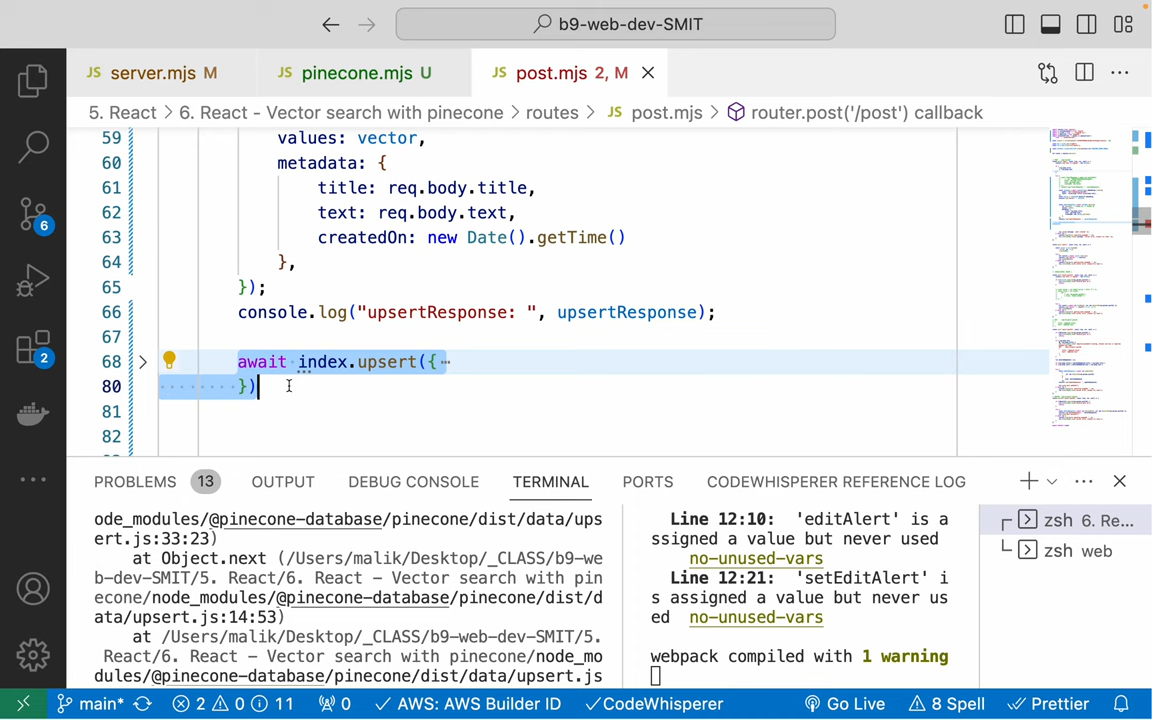 b9-web-dev-SMIT
JS server.mjs M
JS pinecone.mjs U
JS post.mjs 2, M
5. React > 6. React - Vector search with pinecone > routes > JS post.mjs > router.post('/post') callback
59 values: vector,
60 metadata: {
61 title: req.body.title,
62 text: req.body.text,
63 createdOn: new Date().getTime()
64 },
65 });
66 console.log("upsertResponse: ", upsertResponse);
67
68 await index.upsert({
80 })
81
82
6
2
PROBLEMS 13 OUTPUT DEBUG CONSOLE TERMINAL PORTS CODEWHISPERER REFERENCE LOG
ode_modules/@pinecone-database/pinecone/dist/data/ups
ert.js:33:23)
at Object.next (/Users/malik/Desktop/_CLASS/b9-we
b-dev-SMIT/5. React/6. React - Vector search with pin
econe/node_modules/@pinecone-database/pinecone/dist/d
ata/upsert.js:14:53)
at /Users/malik/Desktop/_CLASS/b9-web-dev-SMIT/5.
React/6. React - Vector search with pinecone/node_mo
dules/@pinecone-database/pinecone/dist/data/upsert.js
Line 12:10: 'editAlert' is a
ssigned a value but never used
no-unused-vars
Line 12:21: 'setEditAlert' i
s assigned a value but never us
ed no-unused-vars
webpack compiled with 1 warning
zsh 6. Re...
zsh web
main* 2 0 11 0 AWS: AWS Builder ID CodeWhisperer Go Live 8 Spell Prettier